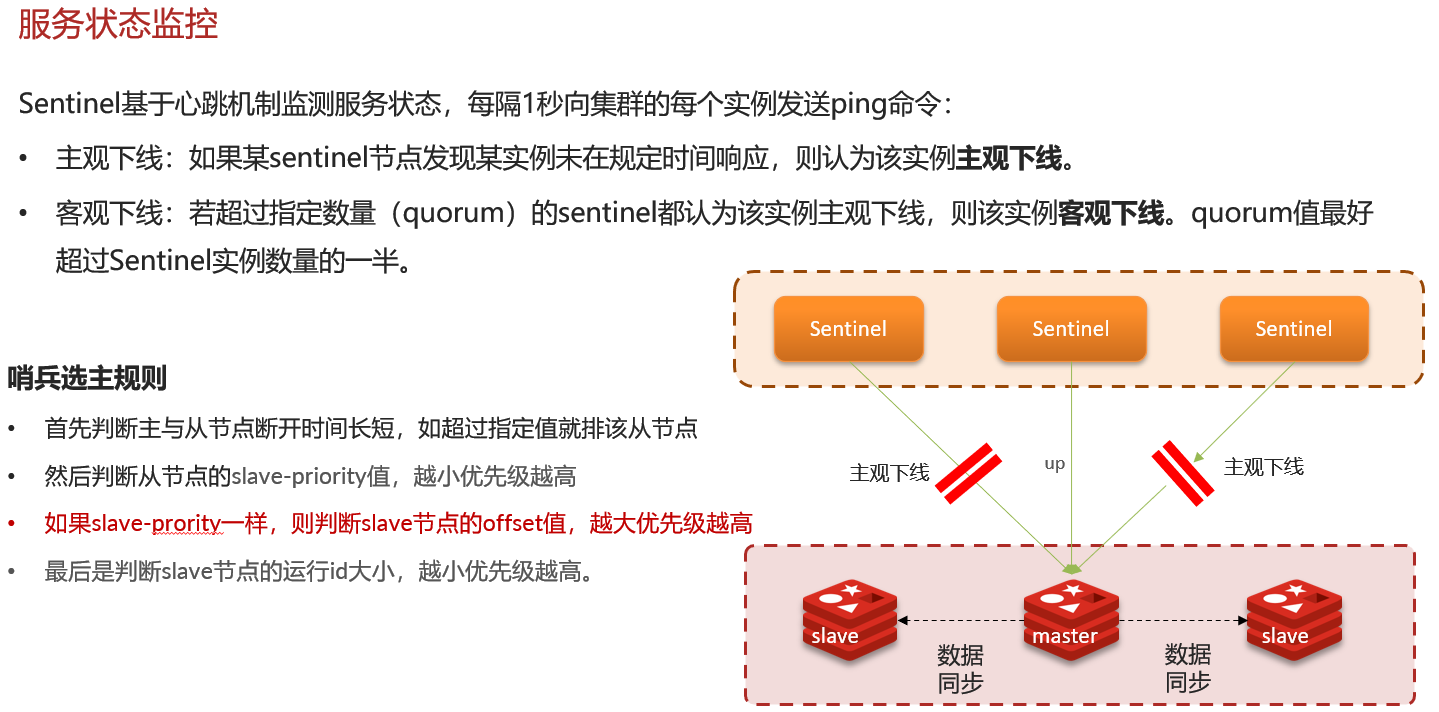 服务状态监控
Sentinel基于心跳机制监测服务状态，每隔1秒向集群的每个实例发送ping命令：
• 主观下线：如果某sentinel节点发现某实例未在规定时间响应，则认为该实例主观下线。
• 客观下线：若超过指定数量（quorum）的sentinel都认为该实例主观下线，则该实例客观下线。quorum值最好
超过Sentinel实例数量的一半。
哨兵选主规则
• 首先判断主与从节点断开时间长短，如超过指定值就排该从节点
• 然后判断从节点的slave-priority值，越小优先级越高
• 如果slave-prority一样，则判断slave节点的offset值，越大优先级越高
• 最后是判断slave节点的运行id大小，越小优先级越高。
Sentinel
Sentinel
Sentinel
主观下线
up
主观下线
slave
master
slave
数据
同步
数据
同步